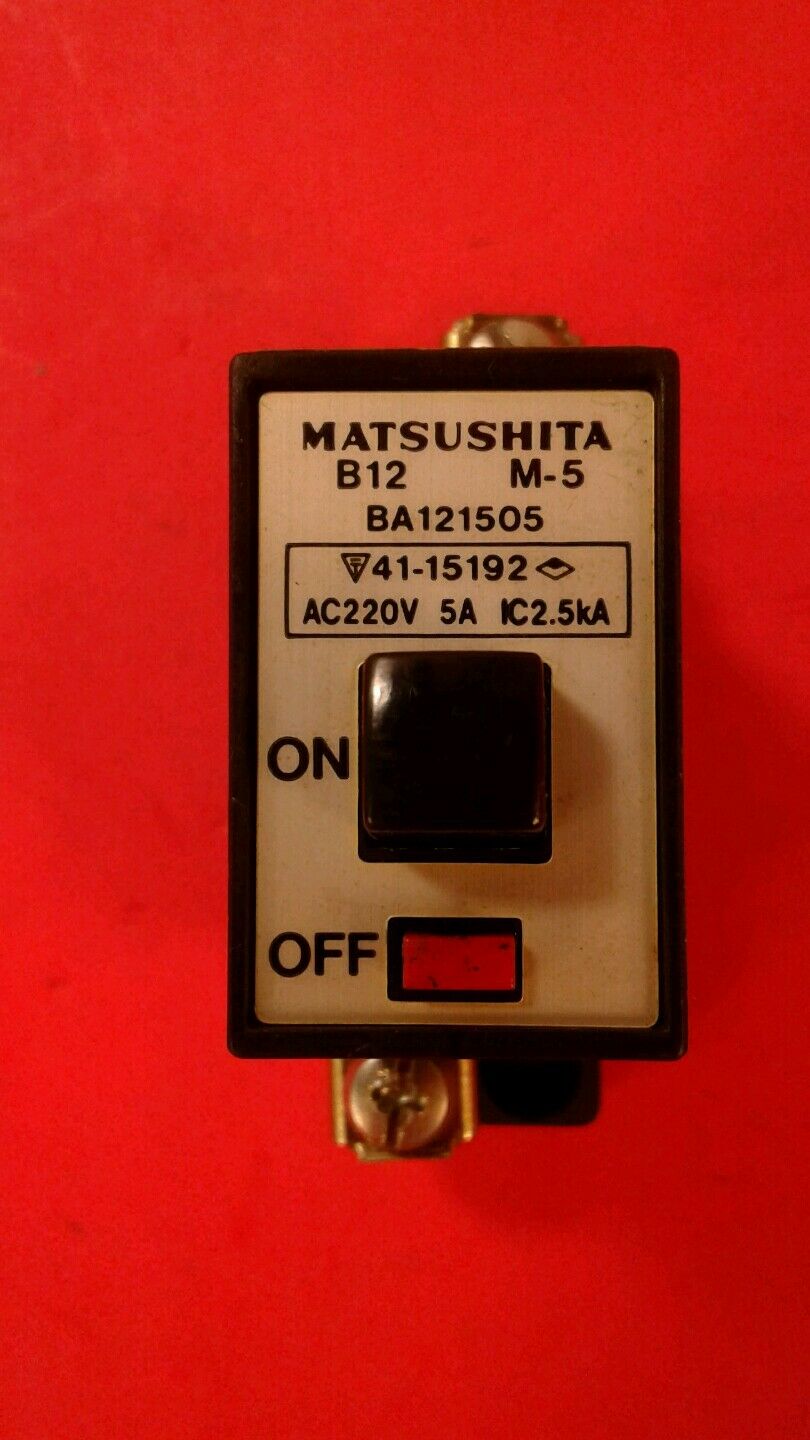 MATSUSHITA
B12 M-5
BA121505
41-15192
AC220V 5A IC2.5kA
ON
OFF